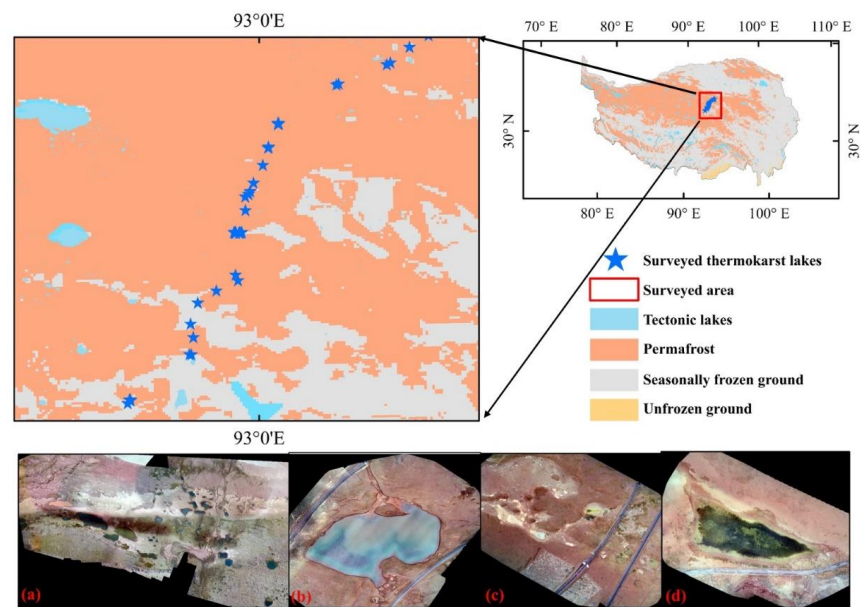 93°0'E
70° E 80° E 90° E 100° E 110° E
30° N
30° N
80° E 90° E 100° E
Surveyed thermokarst lakes
Surveyed area
Tectonic lakes
Permafrost
Seasonally frozen ground
Unfrozen ground
93°0'E
(a) (b) (c) (d)